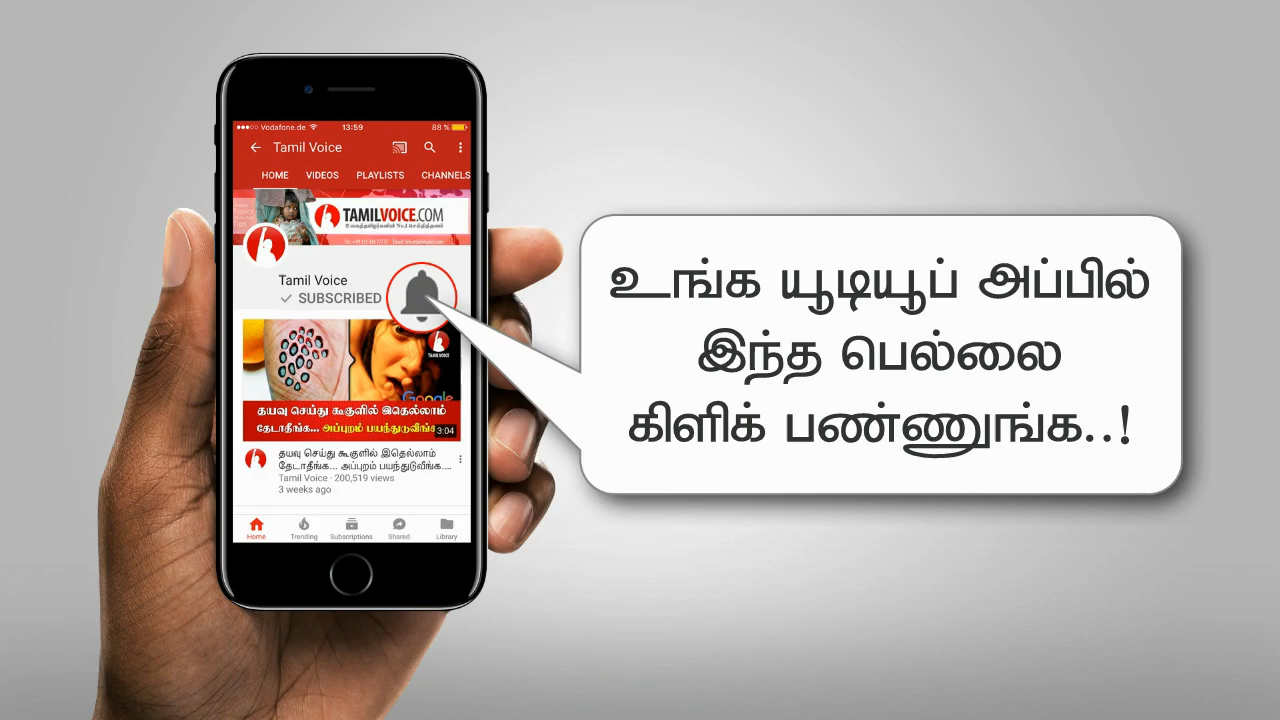 Vodafone.de 13:59 88 %
Tamil Voice
HOME VIDEOS PLAYLISTS CHANNELS
TAMILVOICE.COM
Tamil Voice
SUBSCRIBED
TAMILVOICE
Google
தயவு செய்து கூகுளில் இதெல்லாம்
தேடாதீங்க... அப்புறம் பயந்துடுவீங்க
3:04
தயவு செய்து கூகுளில் இதெல்லாம்
தேடாதீங்க... அப்புறம் பயந்துடுவீங்க....
Tamil Voice · 200,519 views
3 weeks ago
Home Trending Subscriptions Shared Library
உங்க யூடியூப் அப்பில்
இந்த பெல்லை
கிளிக் பண்ணுங்க..!